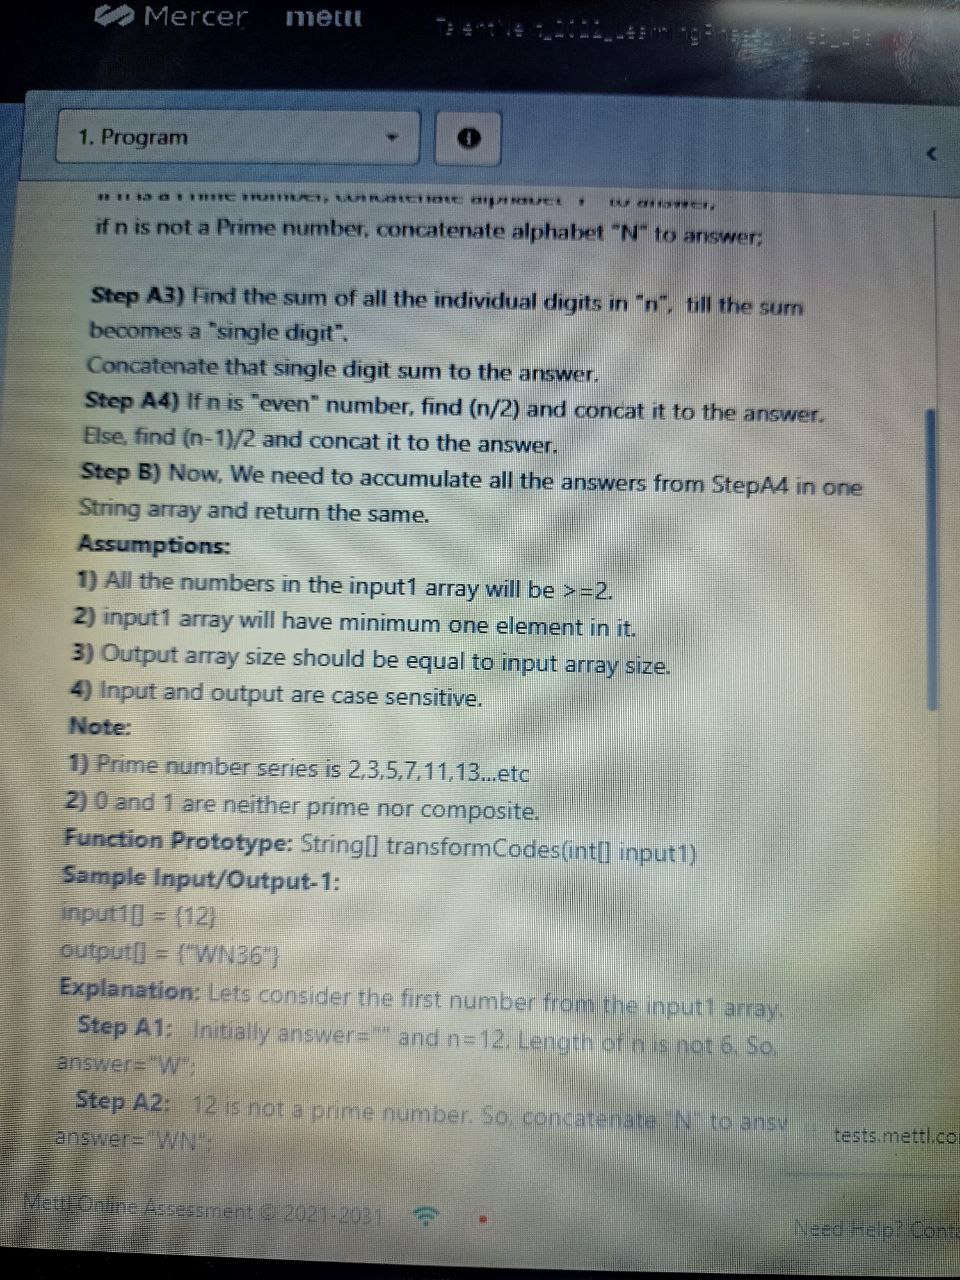 Mercer mettl
1. Program
if n is a Prime number, concatenate alphabet to answer;
if n is not a Prime number, concatenate alphabet "N" to answer;
Step A3) Find the sum of all the individual digits in "n", till the sum
becomes a "single digit".
Concatenate that single digit sum to the answer.
Step A4) If n is "even" number, find (n/2) and concat it to the answer.
Else, find (n-1)/2 and concat it to the answer.
Step B) Now, We need to accumulate all the answers from StepA4 in one
String array and return the same.
Assumptions:
1) All the numbers in the input1 array will be >=2.
2) input1 array will have minimum one element in it.
3) Output array size should be equal to input array size.
4) Input and output are case sensitive.
Note:
1) Prime number series is 2,3,5,7,11,13...etc
2) 0 and 1 are neither prime nor composite.
Function Prototype: String[] transformCodes(int[] input1)
Sample Input/Output-1:
input1[] = {12}
output[] = {"WN36"}
Explanation: Lets consider the first number from the input1 array.
Step A1: Initially answer="" and n=12. Length of n is not 6. So,
answer="W";
Step A2: 12 is not a prime number. So, concatenate "N" to answ
answer="WN";
tests.mettl.co
Mettl Online Assessment © 2021-2031
Need Help? Conta